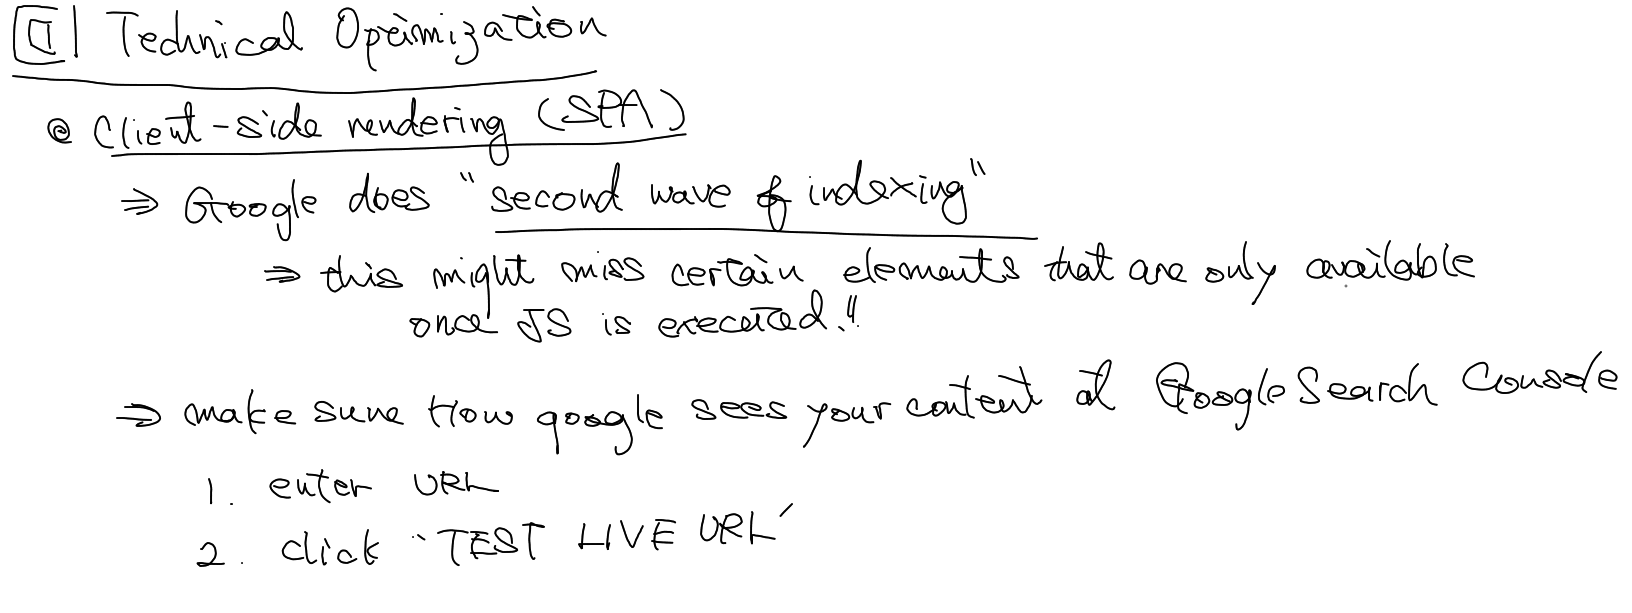 Technical Optimization
Client-side rendering (SPA)
⇒ Google does "second wave of indexing"
⇒ this might miss certain elements that are only available
once JS is executed.!!
⇒ make sure How google sees your content at Google Search Console
1. enter URL
2. click "TEST LIVE URL"